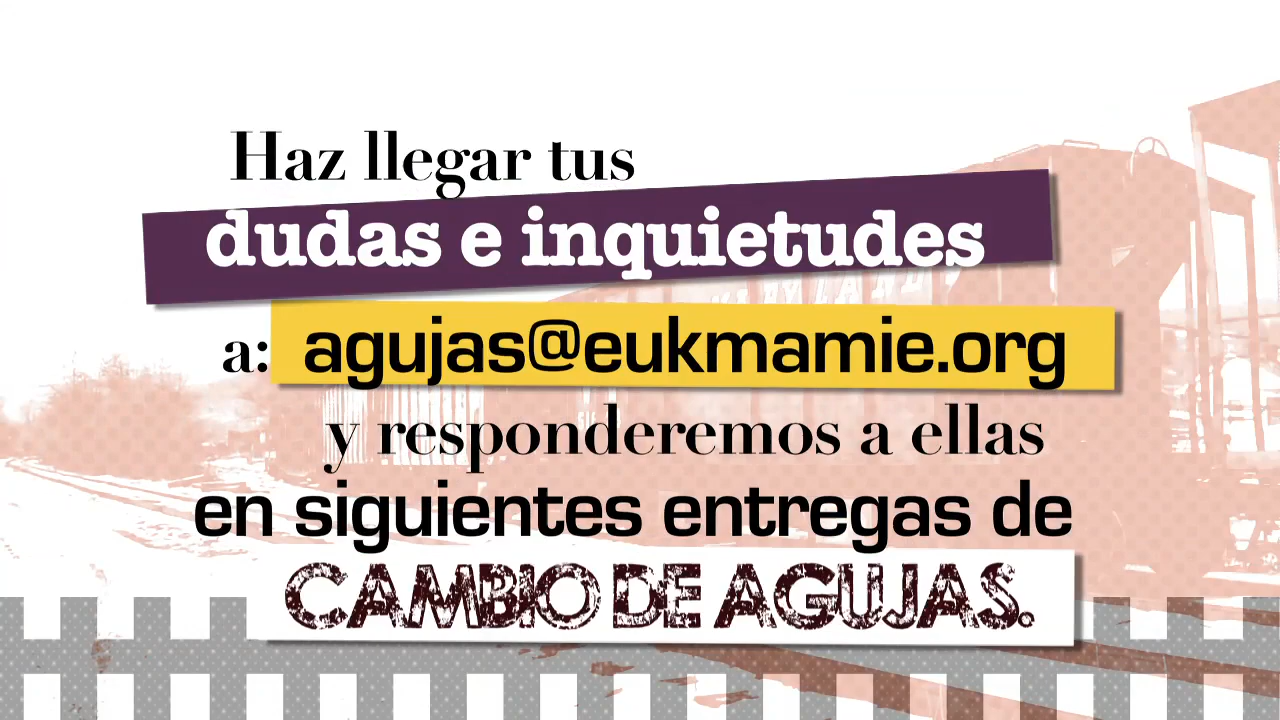 Haz llegar tus
dudas e inquietudes
a: agujas@eukmamie.org
y responderemos a ellas
en siguientes entregas de
CAMBIO DE AGUJAS.